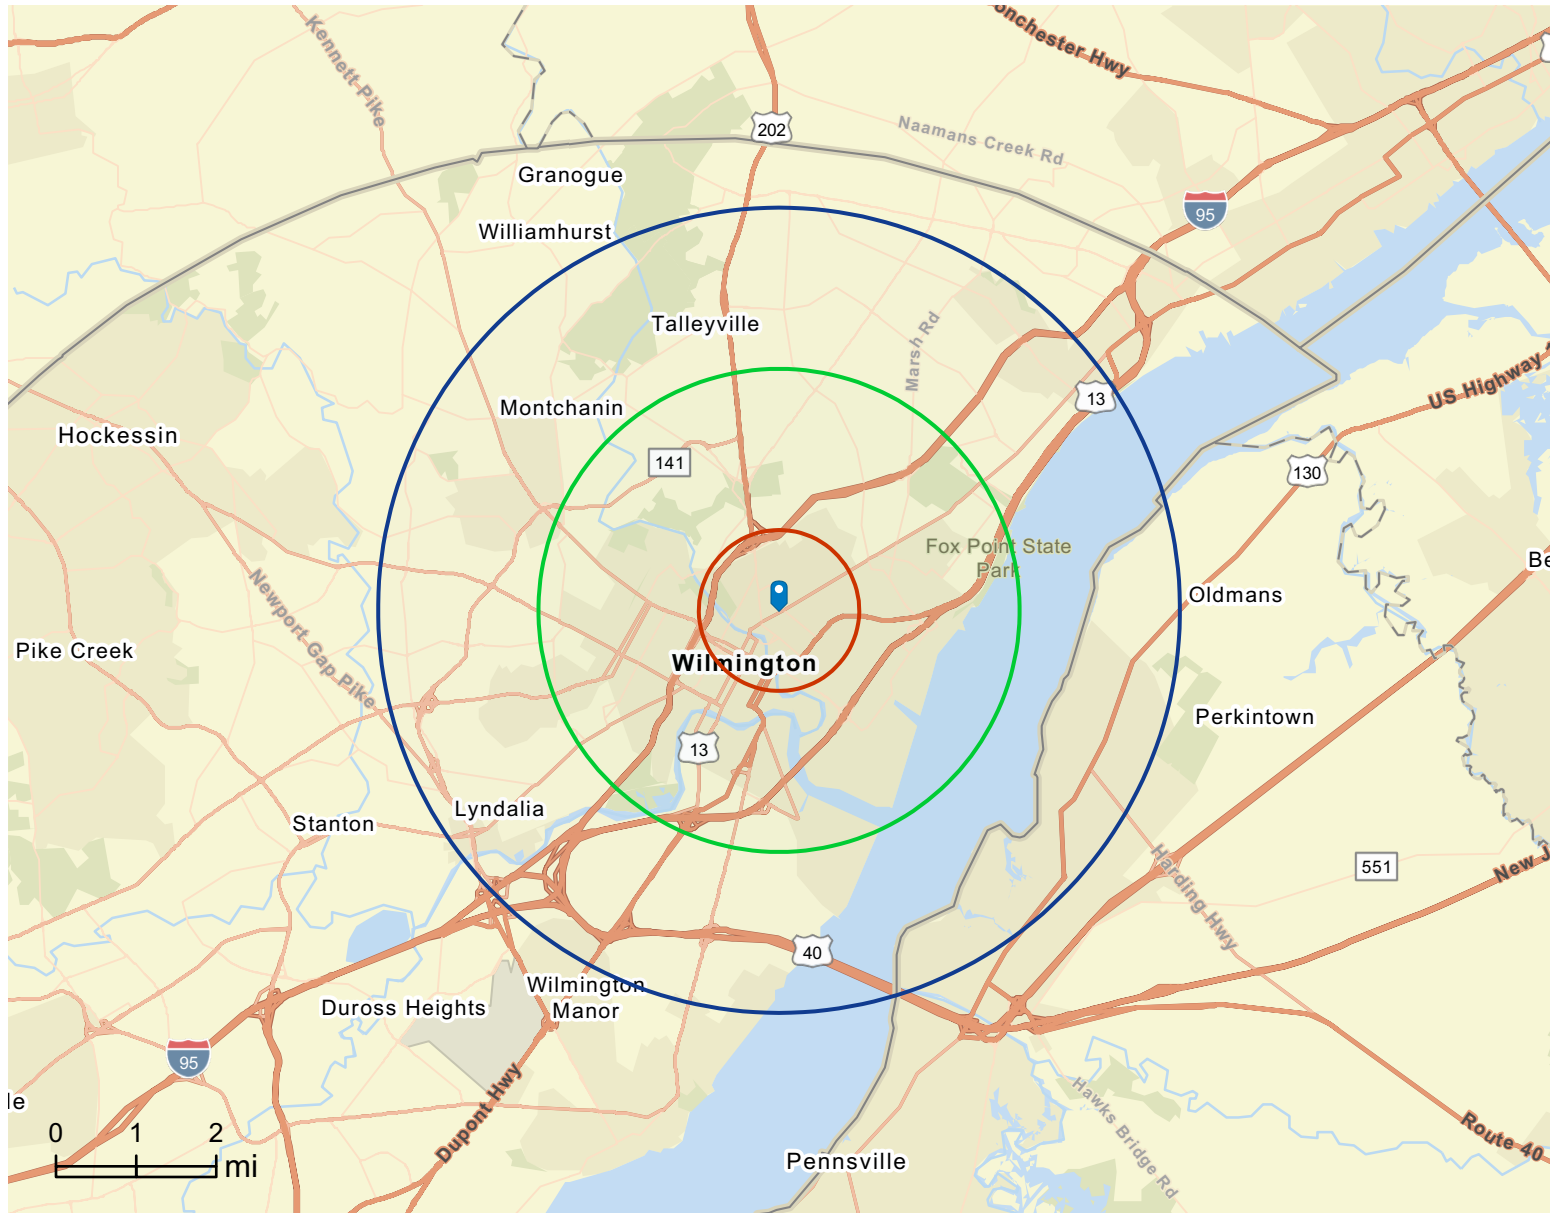 onchester Hwy
Kennett Pike
202
Naamans Creek Rd
Granogue
95
Williamhurst
Talleyville
Marsh Rd
US Highway
13
Montchanin
Hockessin
141
130
Fox Point State
Park
Be
Newport Gap Pike
Oldmans
Pike Creek
Wilmington
Perkintown
13
Lyndalia
Stanton
Harding Hwy
551
New J
40
Wilmington
Manor
Duross Heights
95
Dupont Hwy
Hawks Bridge Rd
le
0 1 2
mi
Route 40
Pennsville